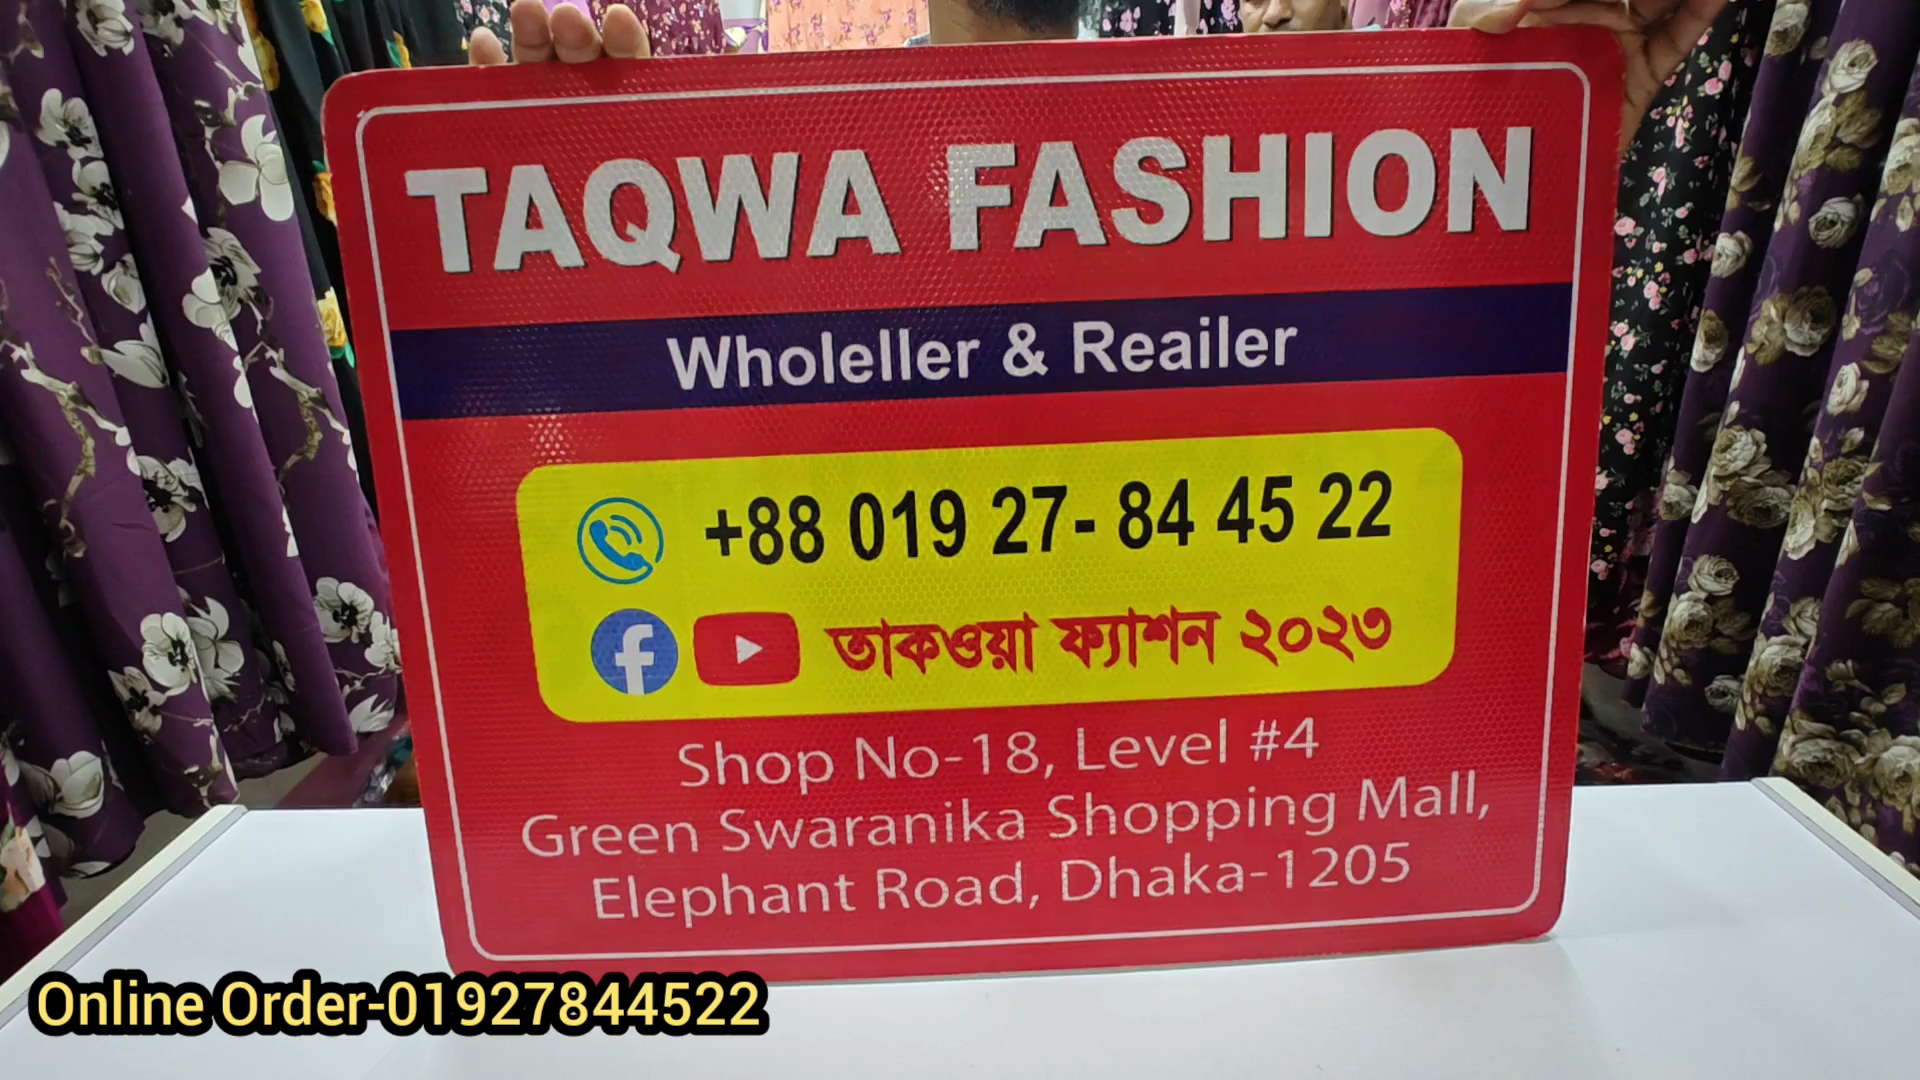 TAQWA FASHION
Wholeller & Reailer
+88 019 27- 84 45 22
তাকওয়া ফ্যাশন ২০২৩
Shop No-18, Level #4
Green Swaranika Shopping Mall,
Elephant Road, Dhaka-1205
Online Order-01927844522